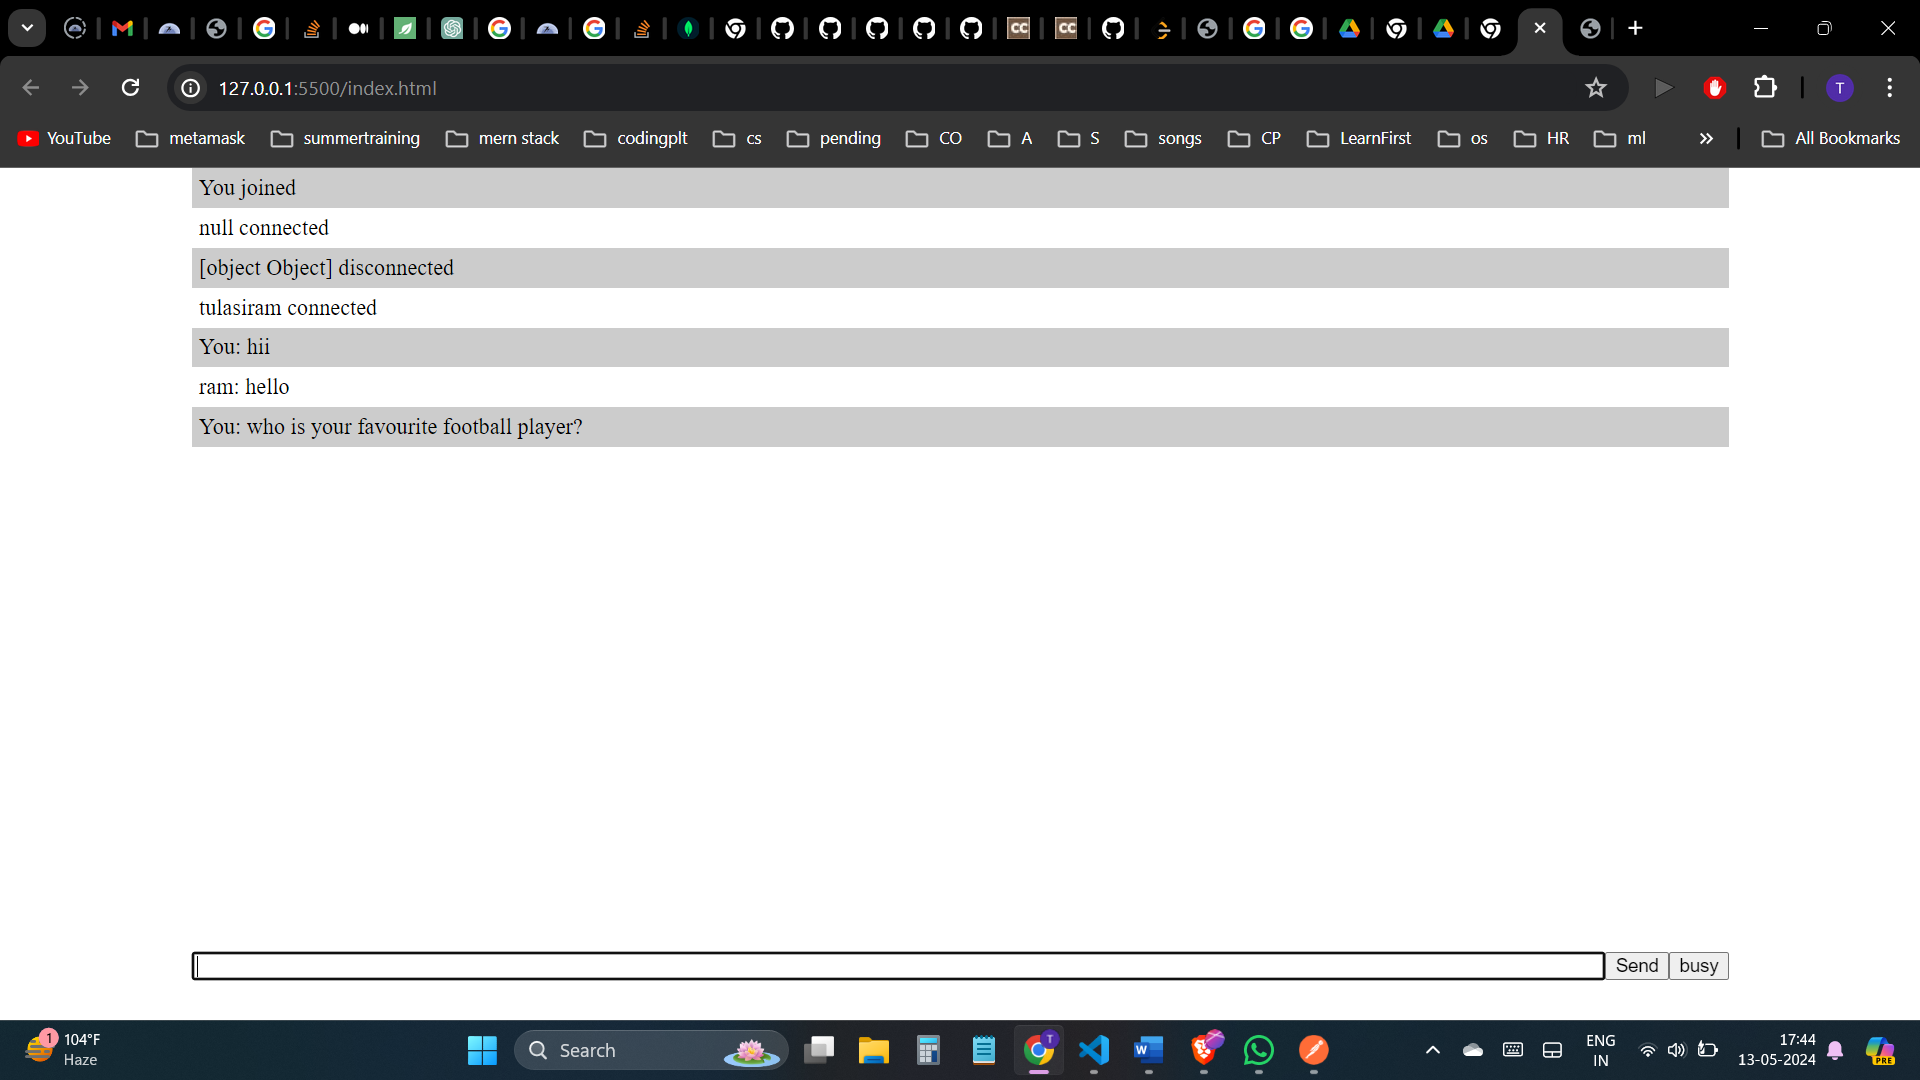 127.0.0.1:5500/index.html
T
YouTube metamask summertraining mern stack codingplt cs pending CO A S songs CP LearnFirst os HR ml » All Bookmarks
You joined
null connected
[object Object] disconnected
tulasiram connected
You: hii
ram: hello
You: who is your favourite football player?
Send busy
1 104°F
Haze
Search
T
ENG
IN
17:44
13-05-2024
PRE